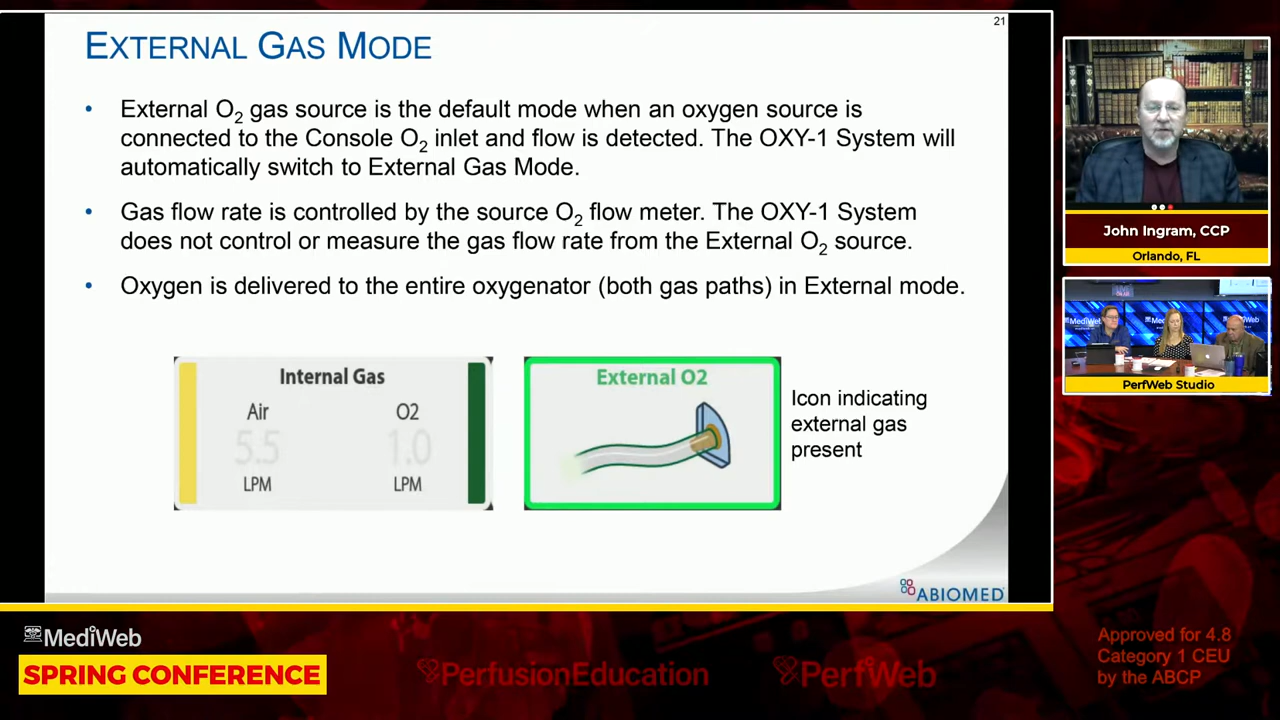 21
EXTERNAL GAS MODE
• External O2 gas source is the default mode when an oxygen source is
connected to the Console O2 inlet and flow is detected. The OXY-1 System will
automatically switch to External Gas Mode.
• Gas flow rate is controlled by the source O2 flow meter. The OXY-1 System
does not control or measure the gas flow rate from the External O2 source.
• Oxygen is delivered to the entire oxygenator (both gas paths) in External mode.
Internal Gas
Air O2
5.5 1.0
LPM LPM
External O2
Icon indicating
external gas
present
ABIOMED
John Ingram, CCP
Orlando, FL
MediWeb
PerfWeb Studio
MediWeb
SPRING CONFERENCE
PerfusionEducation
PerfWeb
Approved for 4.8
Category 1 CEU
by the ABCP